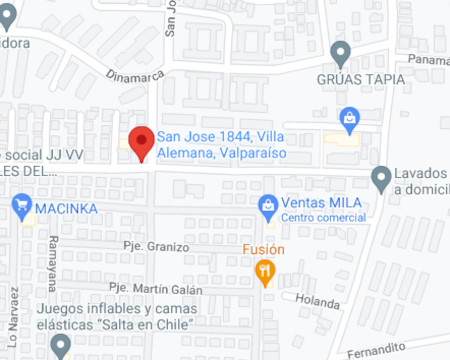 San Jo
idora
Dinamarca
Panamá
GRÚAS TAPIA
San Jose 1844, Villa
Alemana, Valparaíso
e social JJ VV
LES DEL...
Lavados
a domicil
MACINKA
Ventas MILA
Centro comercial
Pje. Granizo
Fusión
Ramayana
Lo Narvaez
Pje. Martín Galán
Holanda
Juegos inflables y camas
elásticas "Salta en Chile"
Fernandito